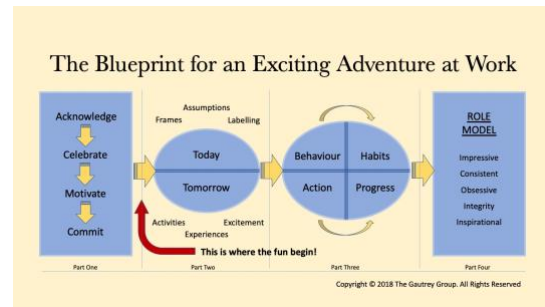 The Blueprint for an Exciting Adventure at Work
Acknowledge
Celebrate
Motivate
Commit
Assumptions
Frames
Labelling
Today
Tomorrow
Activities
Excitement
Experiences
This is where the fun begin!
Behaviour
Habits
Action
Progress
ROLE
MODEL
Impressive
Consistent
Obsessive
Integrity
Inspirational
Part One
Part Two
Part Three
Part Four
Copyright © 2018 The Gautrey Group. All Rights Reserved